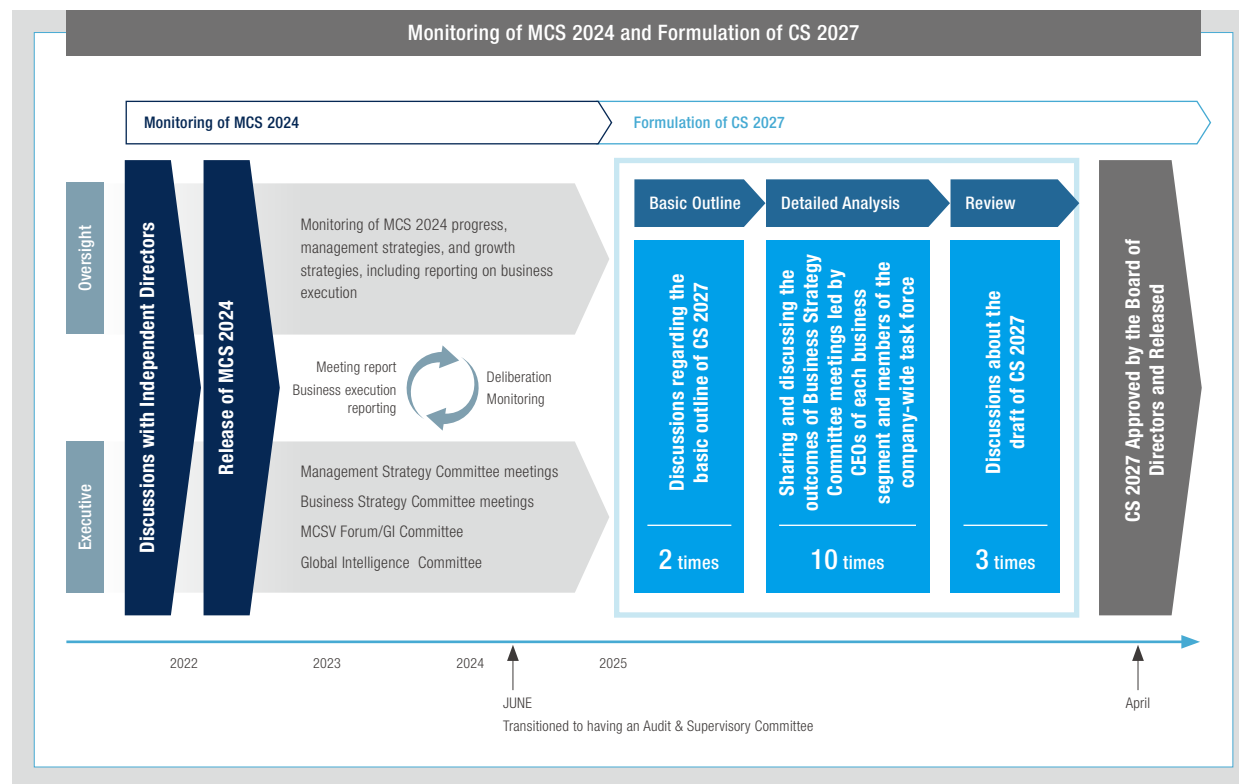 Monitoring of MCS 2024 and Formulation of CS 2027
Monitoring of MCS 2024
Formulation of CS 2027
Oversight
Executive
Discussions with Independent Directors
Release of MCS 2024
Monitoring of MCS 2024 progress,
management strategies, and growth
strategies, including reporting on business
execution
Meeting report
Business execution
reporting
Deliberation
Monitoring
Management Strategy Committee meetings
Business Strategy Committee meetings
MCSV Forum/GI Committee
Global Intelligence Committee
Basic Outline
Discussions regarding the
basic outline of CS 2027
2 times
Detailed Analysis
Sharing and discussing the
outcomes of Business Strategy
Committee meetings led by
CEOs of each business
segment and members of the
company-wide task force
10 times
Review
Discussions about the
draft of CS 2027
3 times
CS 2027 Approved by the Board of
Directors and Released
2022
2023
2024
2025
JUNE
Transitioned to having an Audit & Supervisory Committee
April